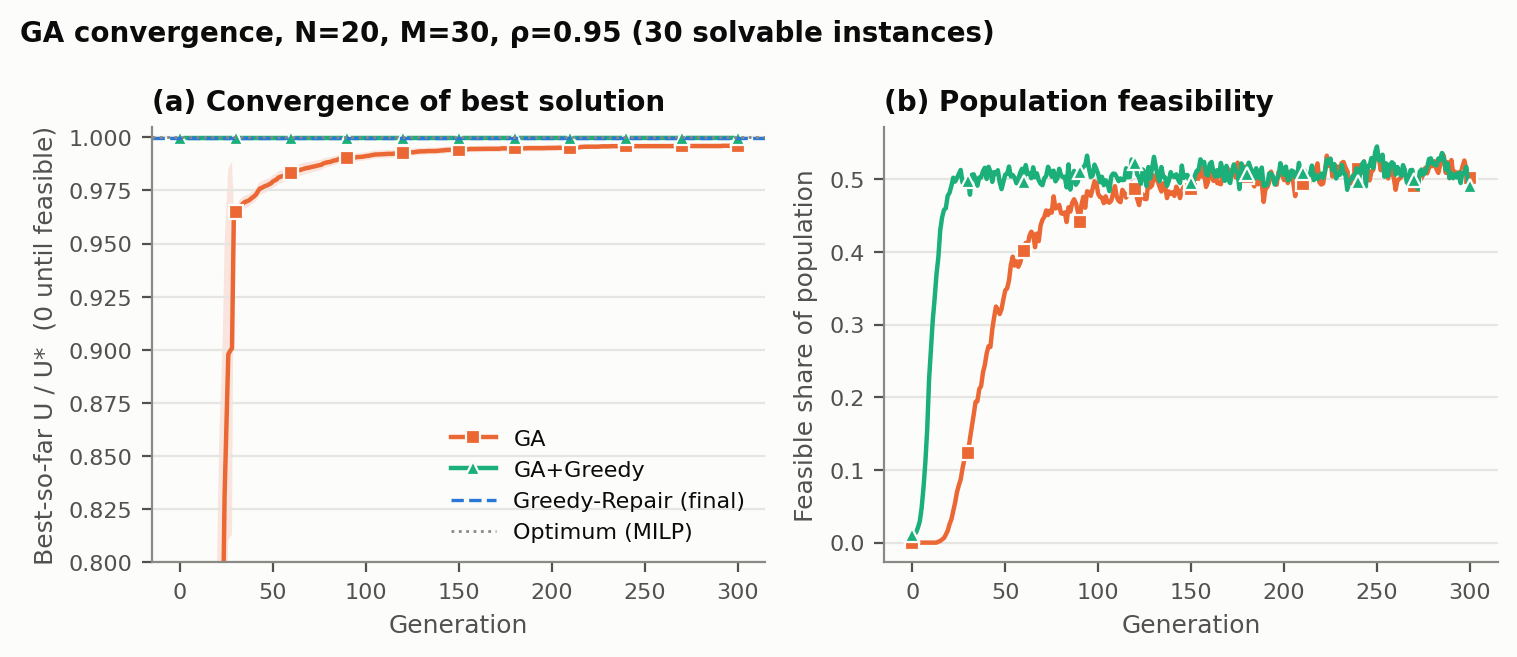 GA convergence, N=20, M=30, ρ=0.95 (30 solvable instances)
(a) Convergence of best solution
Best-so-far U / U*  (0 until feasible)
1.000
0.975
0.950
0.925
0.900
0.875
0.850
0.825
0.800
GA
GA+Greedy
Greedy-Repair (final)
Optimum (MILP)
0
50
100
150
200
250
300
Generation
(b) Population feasibility
Feasible share of population
0.5
0.4
0.3
0.2
0.1
0.0
0
50
100
150
200
250
300
Generation